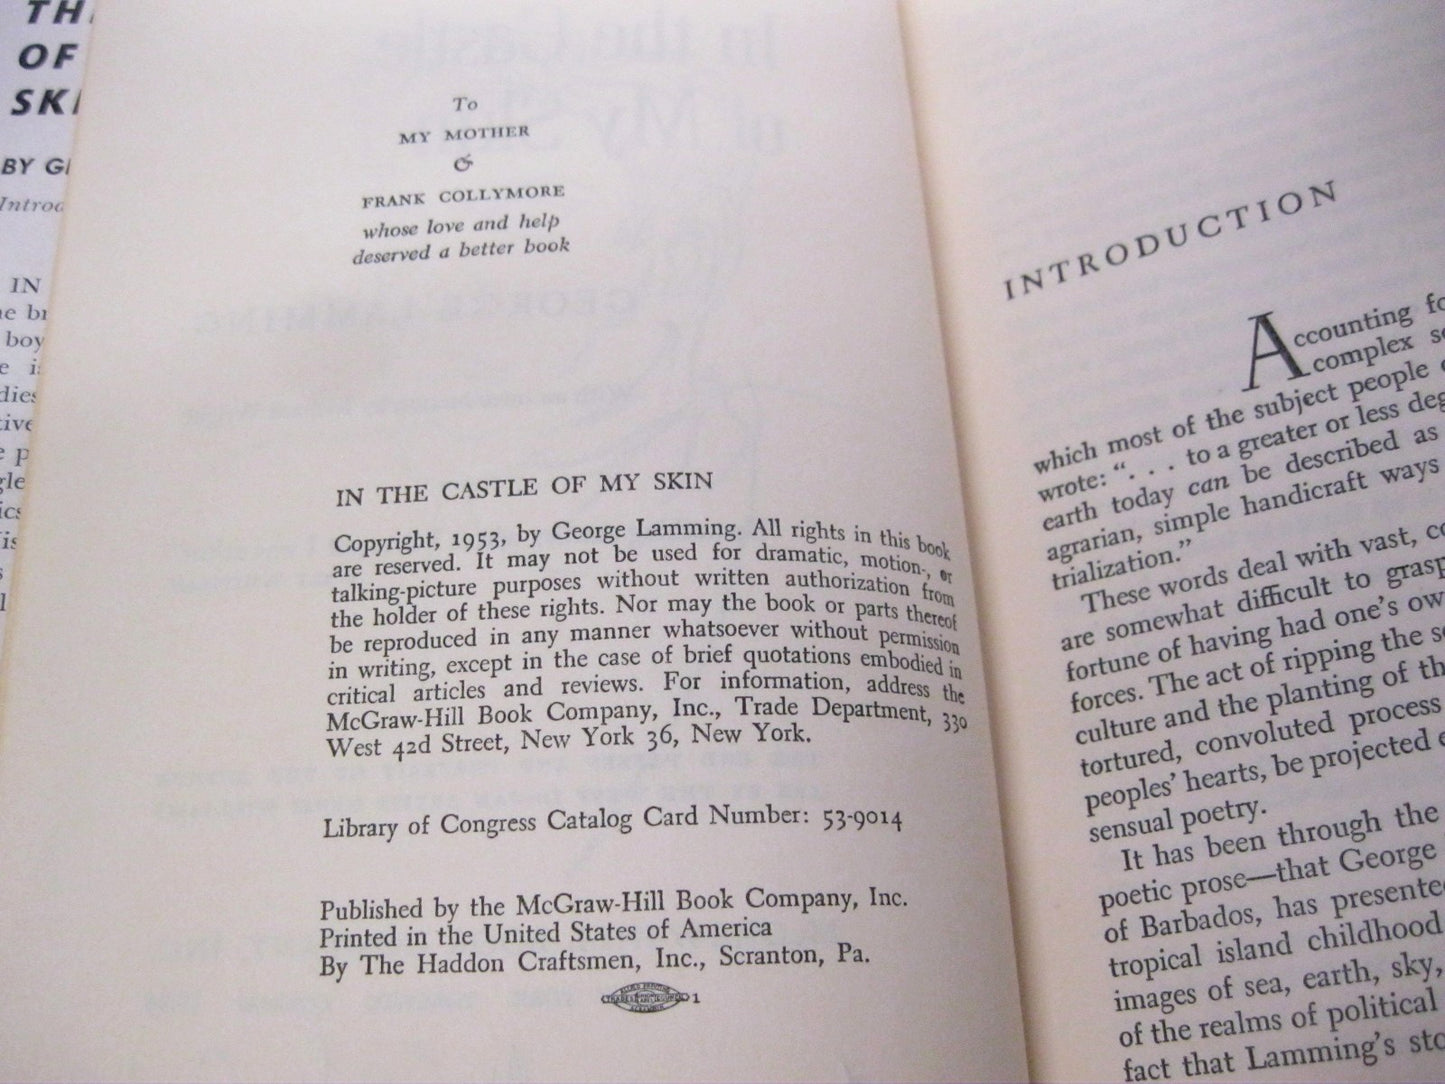 TH
OF
SKI
BY G
Introd
IN
boy
To
MY MOTHER
&
FRANK COLLYMORE
whose love and help
deserved a better book
IN THE CASTLE OF MY SKIN
Copyright, 1953, by George Lamming. All rights in this book
are reserved. It may not be used for dramatic, motion-, or
talking-picture purposes without written authorization from
the holder of these rights. Nor may the book or parts thereof
be reproduced in any manner whatsoever without permission
in writing, except in the case of brief quotations embodied in
critical articles and reviews. For information, address the
McGraw-Hill Book Company, Inc., Trade Department, 330
West 42d Street, New York 36, New York.
Library of Congress Catalog Card Number: 53-9014
Published by the McGraw-Hill Book Company, Inc.
Printed in the United States of America
By The Haddon Craftsmen, Inc., Scranton, Pa.
1
INTRODUCTION
Accounting fo
complex s
which most of the subject people
wrote: “. . . to a greater or less deg
earth today can be described as
agrarian, simple handicraft ways
trialization.”
These words deal with vast, co
are somewhat difficult to grasp
fortune of having had one’s ow
forces. The act of ripping the s
culture and the planting of th
tortured, convoluted process
peoples’ hearts, be projected
sensual poetry.
It has been through the
poetic prose—that George
of Barbados, has presented
tropical island childhood
images of sea, earth, sky,
of the realms of political
fact that Lamming’s sto